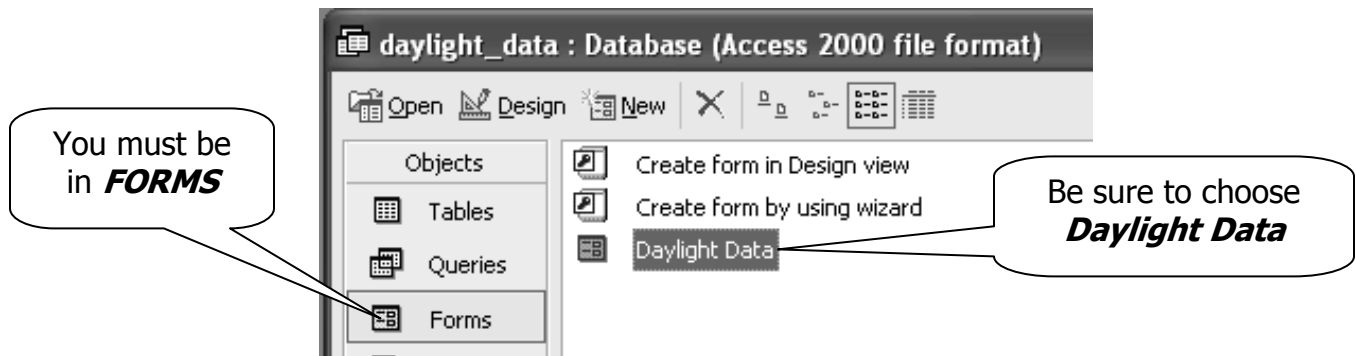 daylight_data : Database (Access 2000 file format)
Open Design New
You must be
in FORMS
Objects
Tables
Queries
Forms
Create form in Design view
Create form by using wizard
Daylight Data
Be sure to choose
Daylight Data